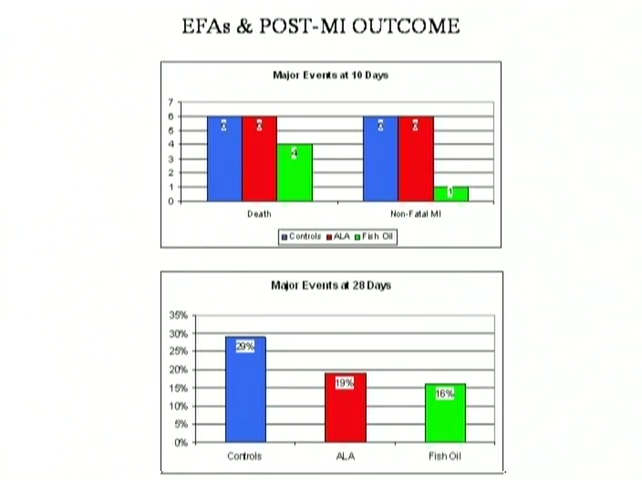 EFAs & POST-MI OUTCOME
Major Events at 10 Days
7
6
5
4
3
2
1
0
4
1
Death
Non-Fatal MI
Controls ALA Fish Oil
Major Events at 28 Days
35%
30%
25%
20%
15%
10%
5%
0%
29%
19%
16%
Controls
ALA
Fish Oil